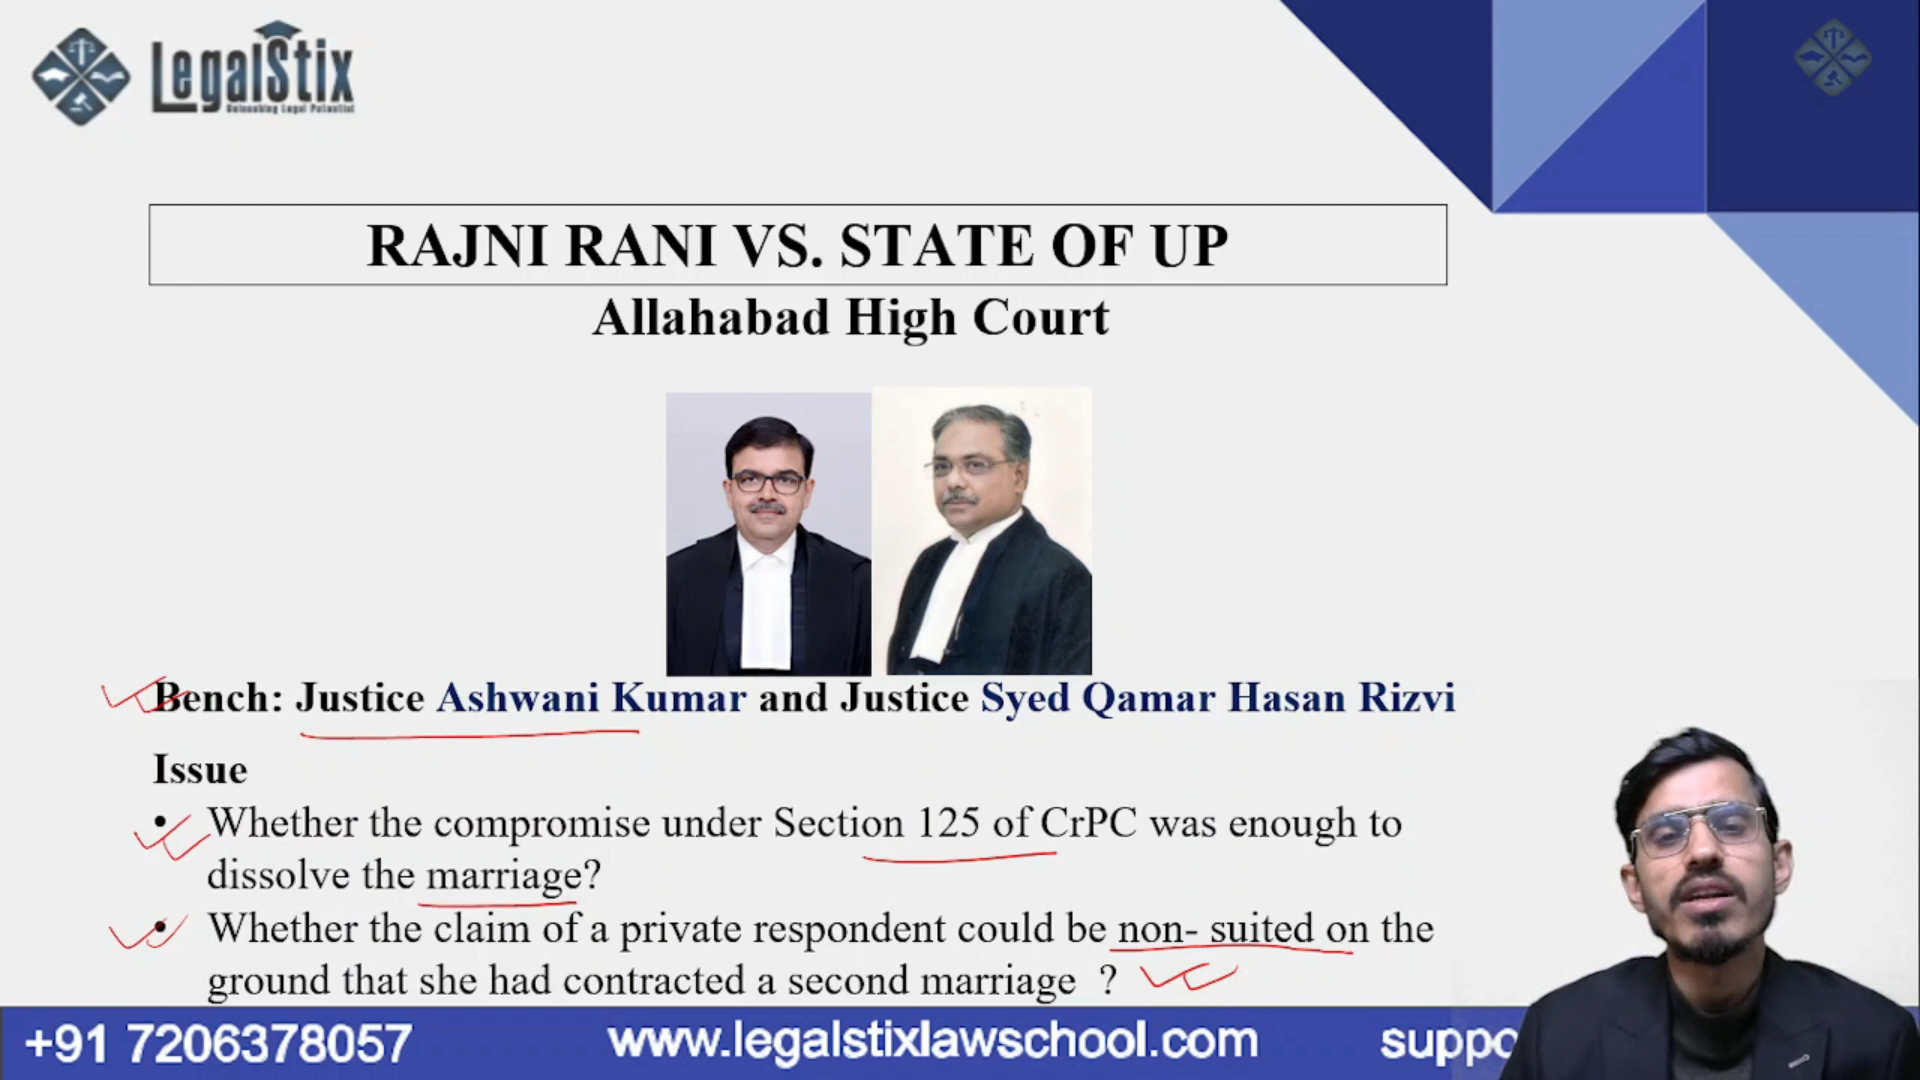 LegalStix
Unlocking Legal Potential
RAJNI RANI VS. STATE OF UP
Allahabad High Court
Bench: Justice Ashwani Kumar and Justice Syed Qamar Hasan Rizvi
Issue
• Whether the compromise under Section 125 of CrPC was enough to
dissolve the marriage?
• Whether the claim of a private respondent could be non- suited on the
ground that she had contracted a second marriage ?
+91 7206378057 www.legalstixlawschool.com suppo